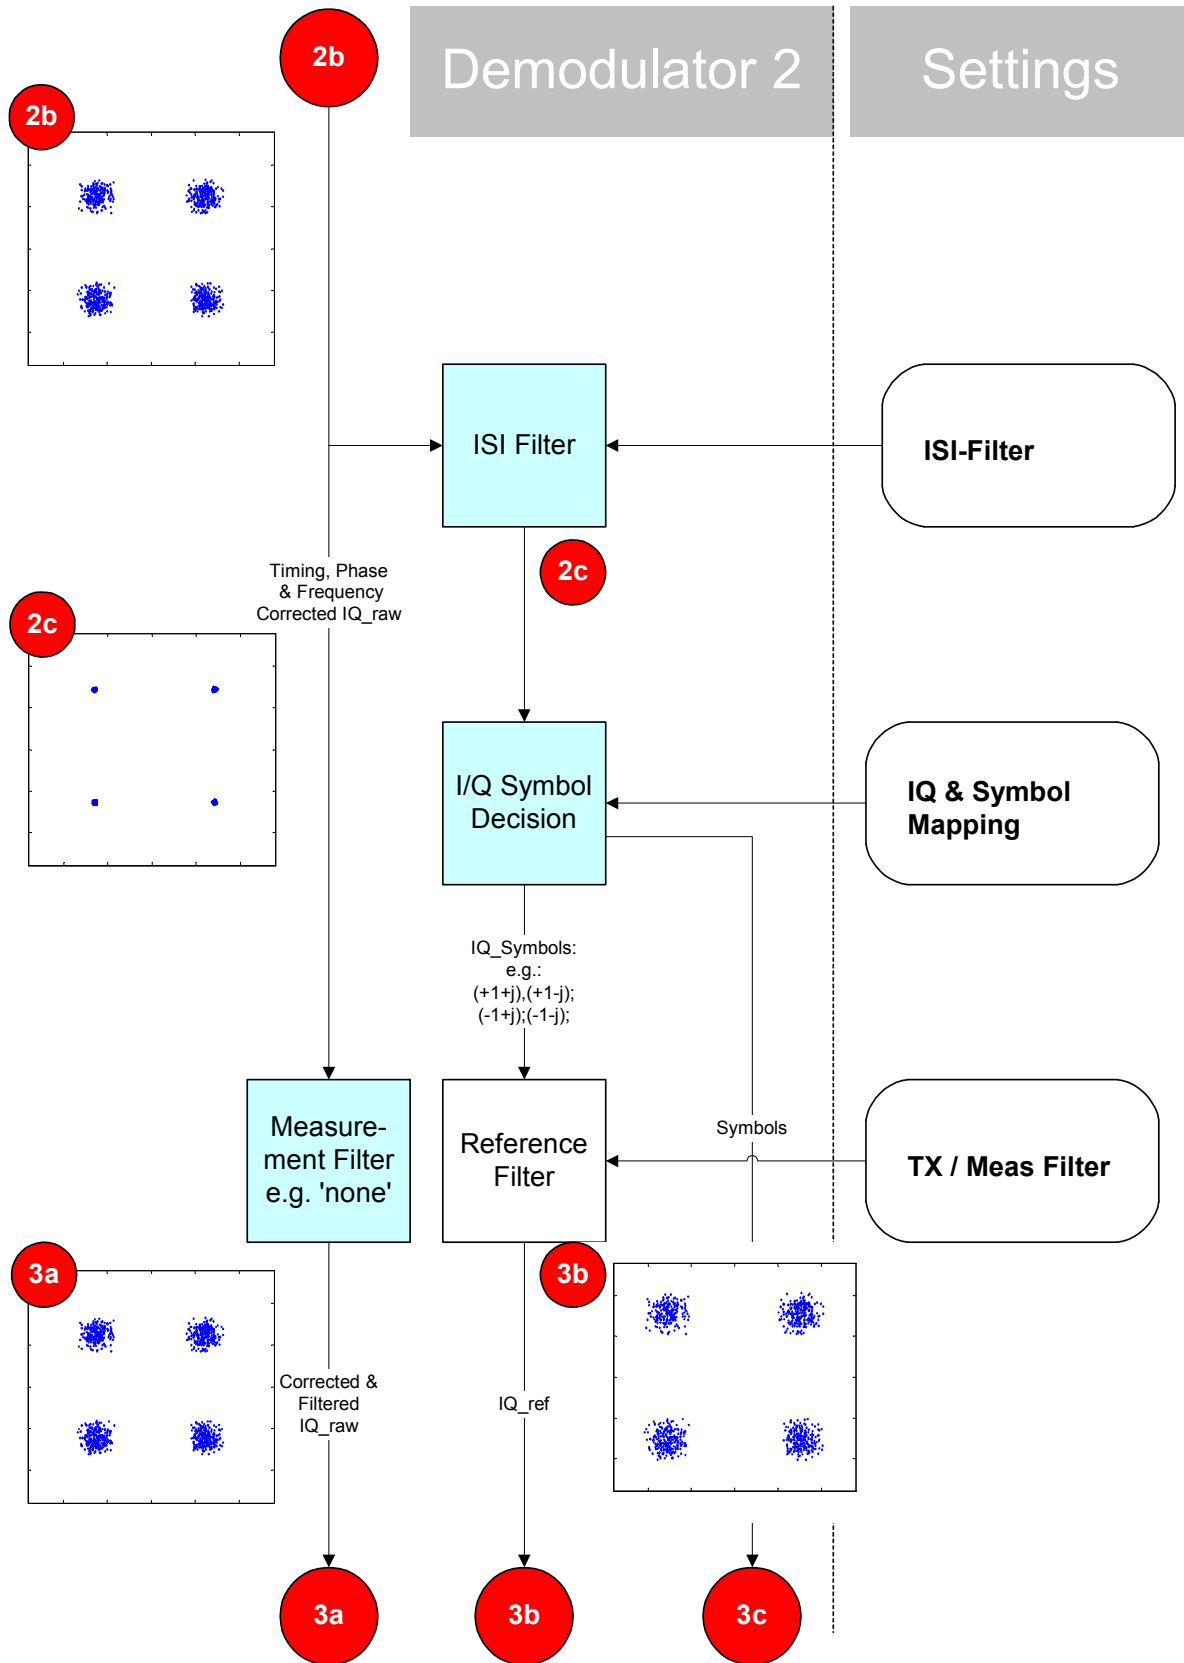 2b
Demodulator 2
Settings
2b
ISI Filter
ISI-Filter
2c
Timing, Phase
& Frequency
Corrected IQ_raw
2c
I/Q Symbol
Decision
IQ & Symbol
Mapping
IQ_Symbols:
e.g.:
(+1+j),(+1-j);
(-1+j);(-1-j);
Measure-
ment Filter
e.g. 'none'
Reference
Filter
Symbols
TX / Meas Filter
3a
3b
Corrected &
Filtered
IQ_raw
IQ_ref
3a
3b
3c